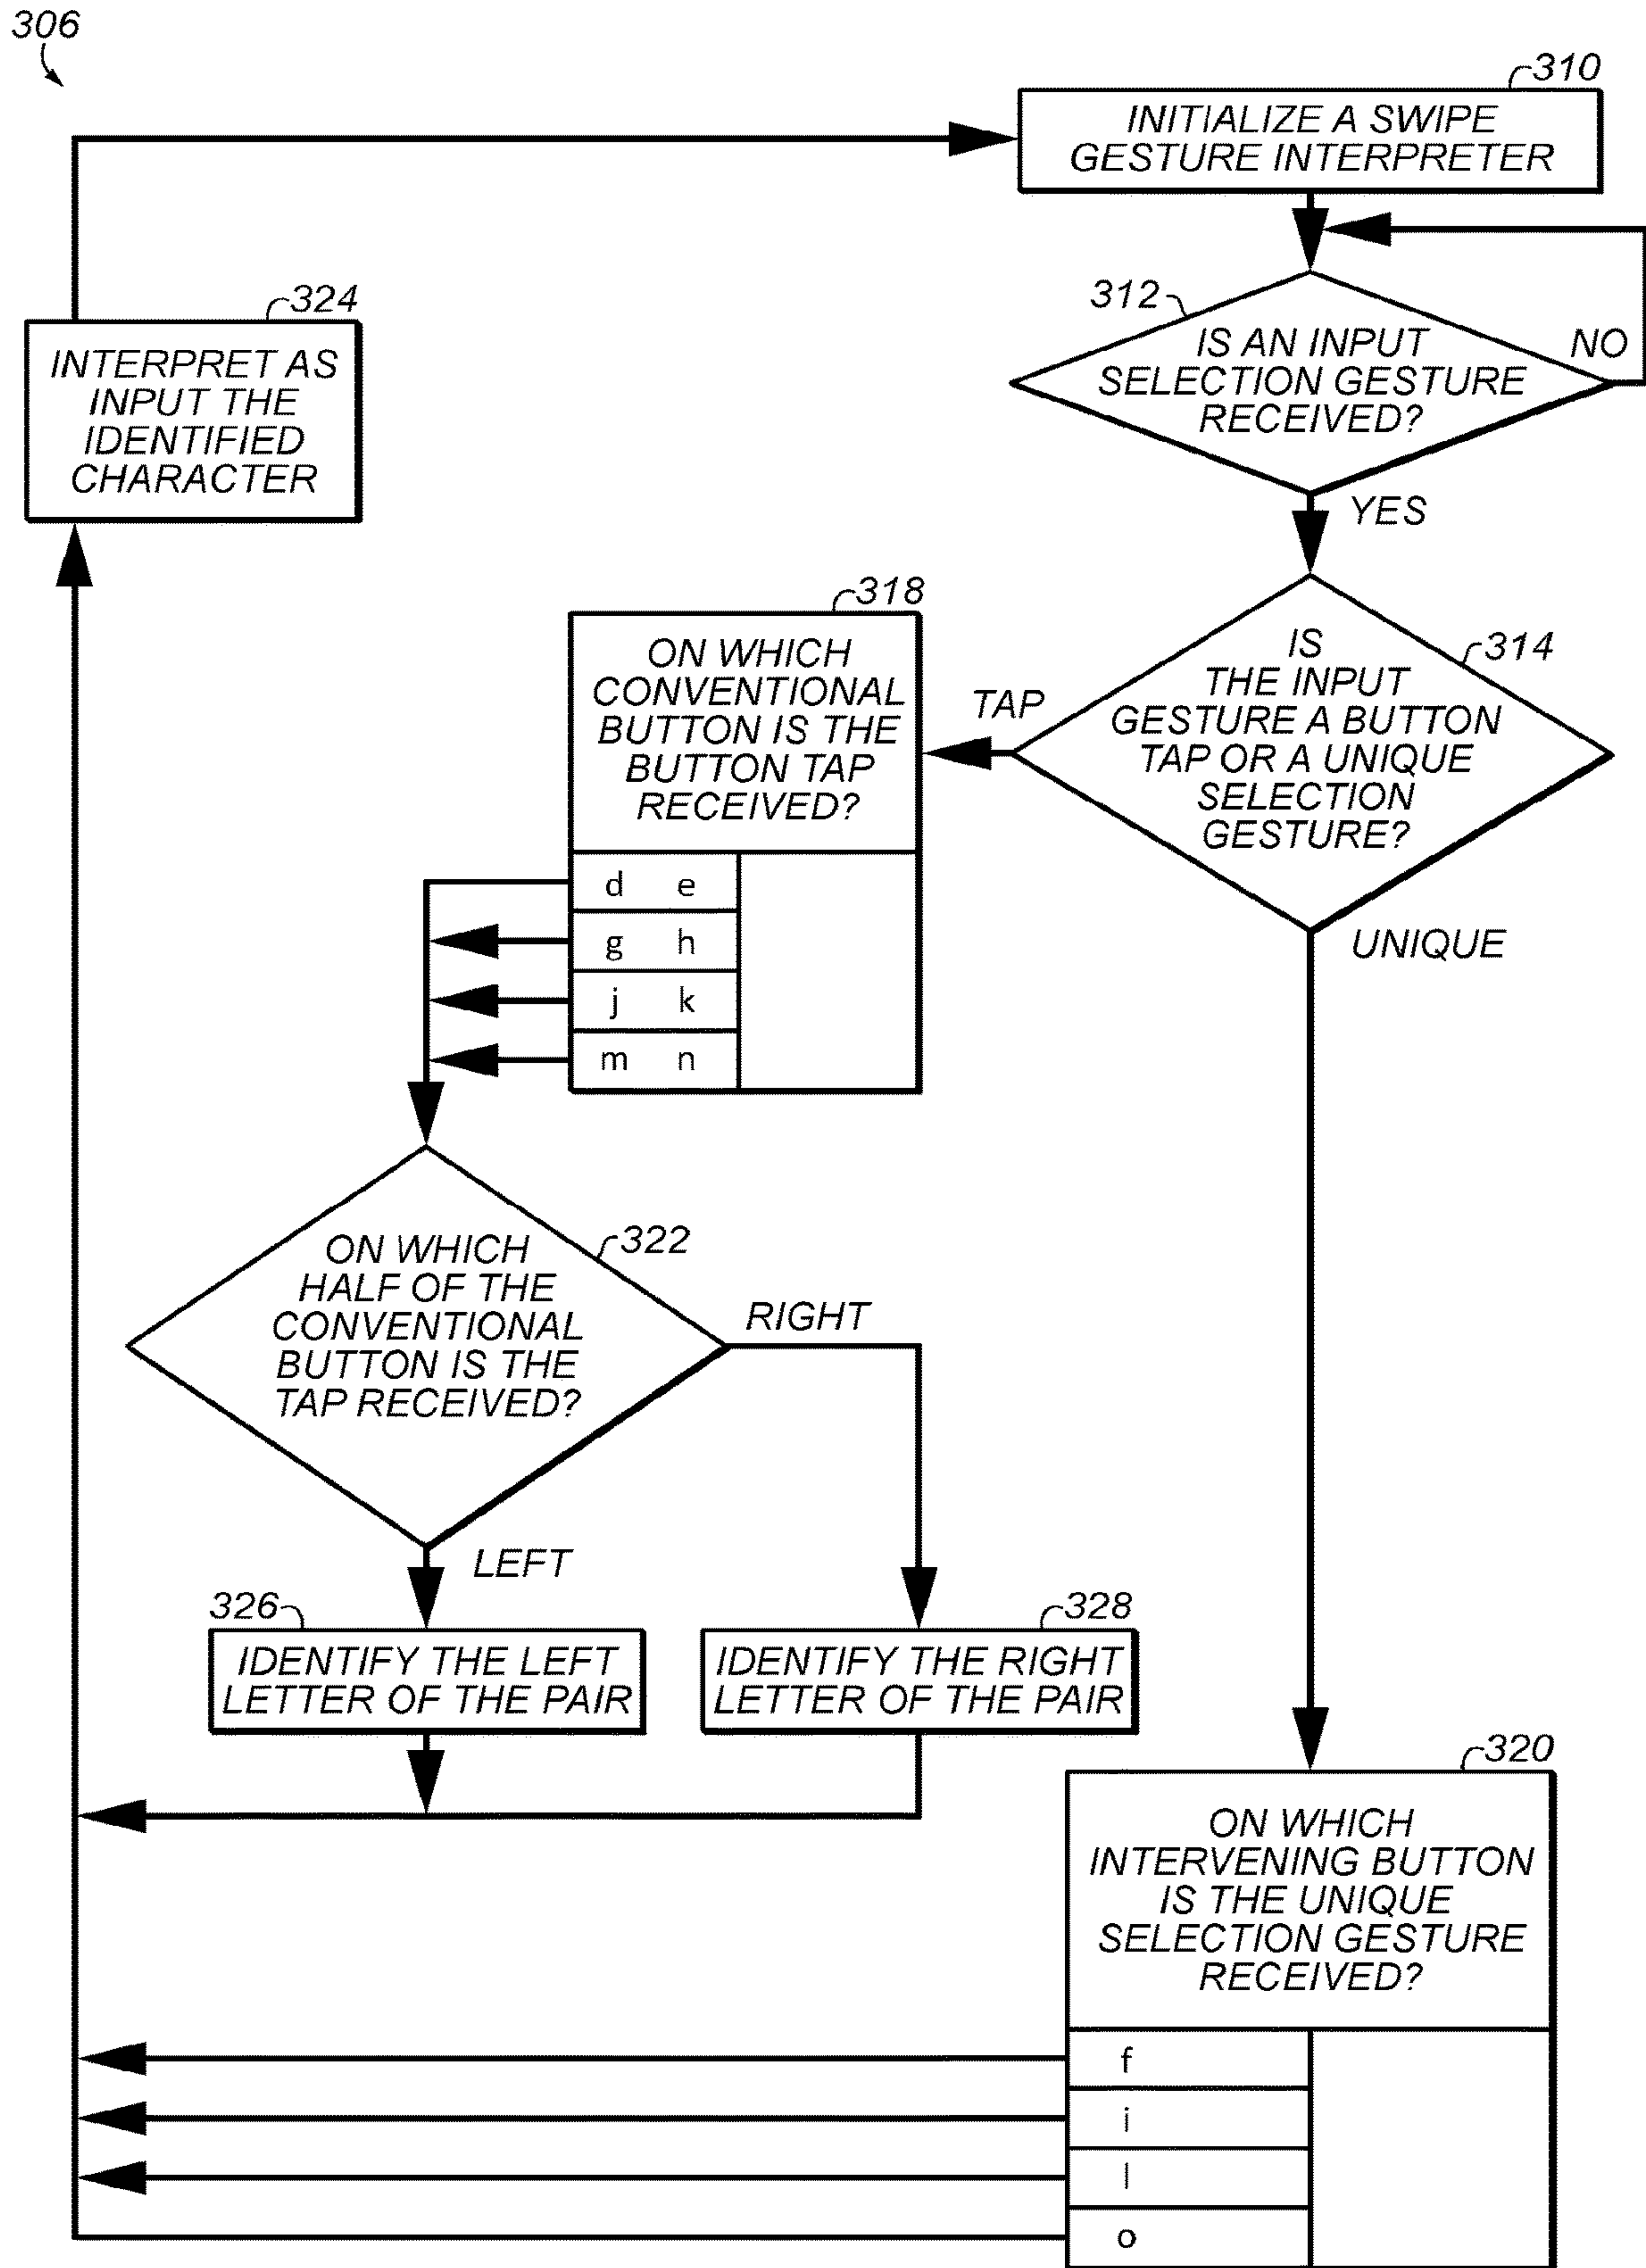 306
310
INITIALIZE A SWIPE
GESTURE INTERPRETER
324
INTERPRET AS
INPUT THE
IDENTIFIED
CHARACTER
312
IS AN INPUT
SELECTION GESTURE
RECEIVED?
NO
YES
318
ON WHICH
CONVENTIONAL
BUTTON IS THE
BUTTON TAP
RECEIVED?
d e
g h
j k
m n
TAP
314
IS
THE INPUT
GESTURE A BUTTON
TAP OR A UNIQUE
SELECTION
GESTURE?
UNIQUE
322
ON WHICH
HALF OF THE
CONVENTIONAL
BUTTON IS THE
TAP RECEIVED?
RIGHT
LEFT
326
IDENTIFY THE LEFT
LETTER OF THE PAIR
328
IDENTIFY THE RIGHT
LETTER OF THE PAIR
320
ON WHICH
INTERVENING BUTTON
IS THE UNIQUE
SELECTION GESTURE
RECEIVED?
f
i
l
o